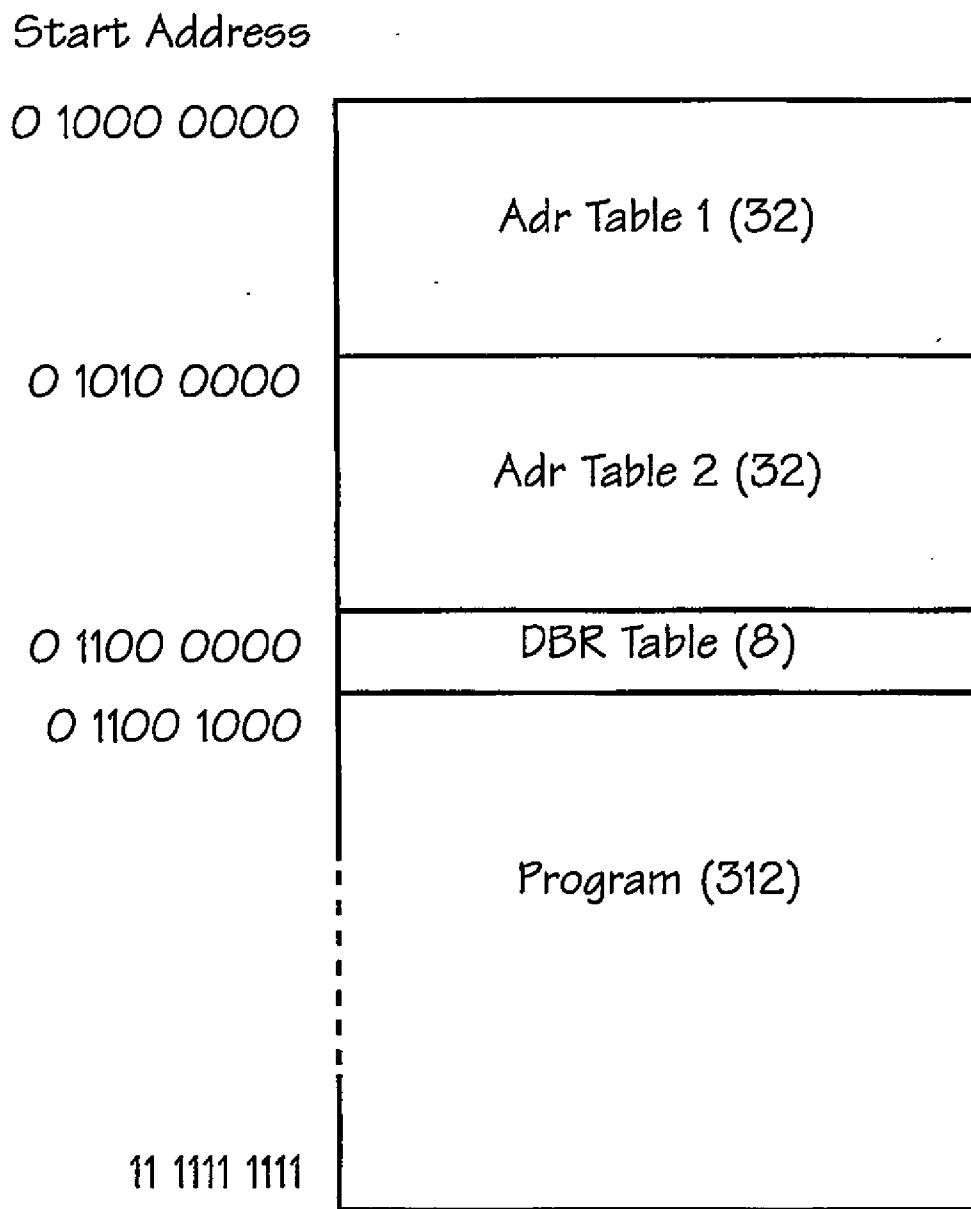 Start Address
0 1000 0000
Adr Table 1 (32)
0 1010 0000
Adr Table 2 (32)
0 1100 0000
DBR Table (8)
0 1100 1000
Program (312)
11 1111 1111